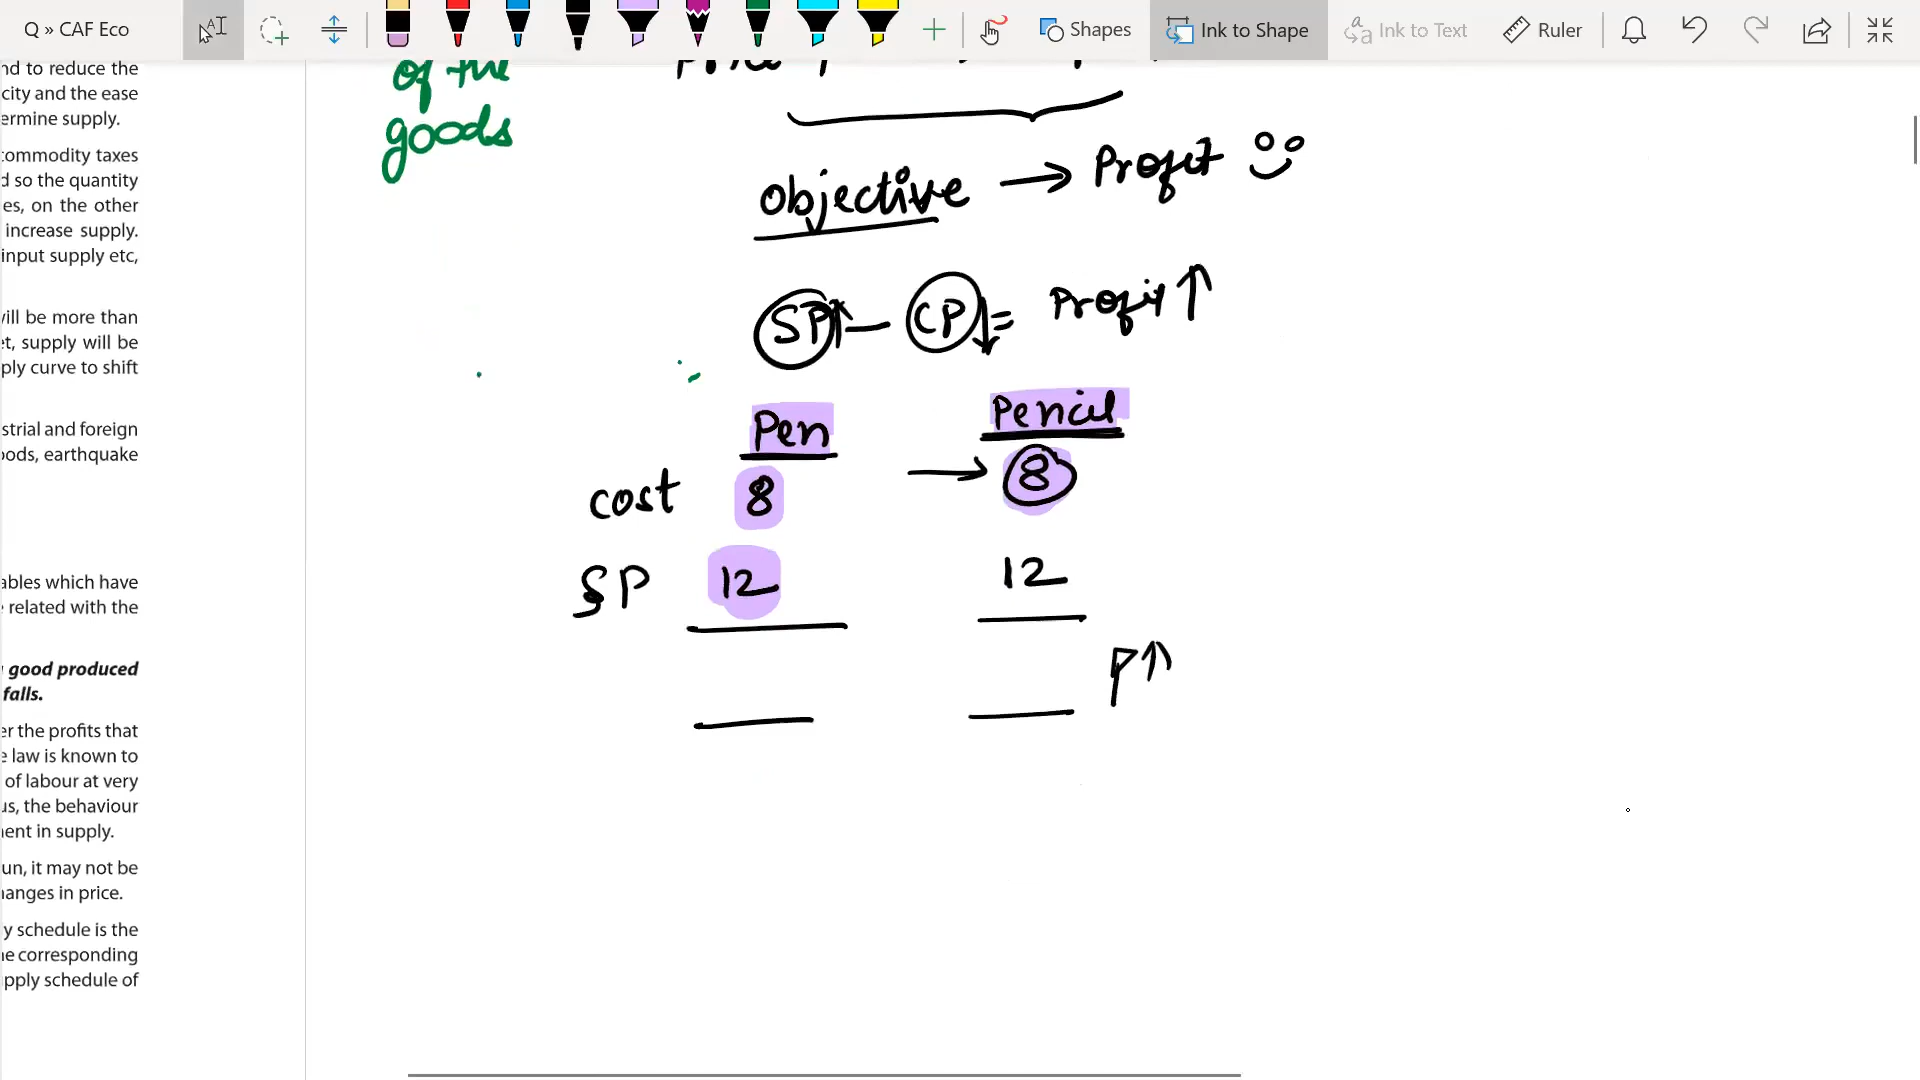 Q » CAF Eco
Shapes
Ink to Shape
Ink to Text
Ruler
nd to reduce the
city and the ease
ermine supply.
commodity taxes
d so the quantity
es, on the other
increase supply.
input supply etc,
will be more than
et, supply will be
ply curve to shift
strial and foreign
ods, earthquake
ables which have
related with the
good produced
falls.
er the profits that
e law is known to
of labour at very
us, the behaviour
ent in supply.
un, it may not be
hanges in price.
y schedule is the
he corresponding
pply schedule of
of the
goods
Price
Objective → Profit
SP↑ − CP↓ = Profit ↑
Pen Pencil
cost 8 → 8
SP 12 12
P↑